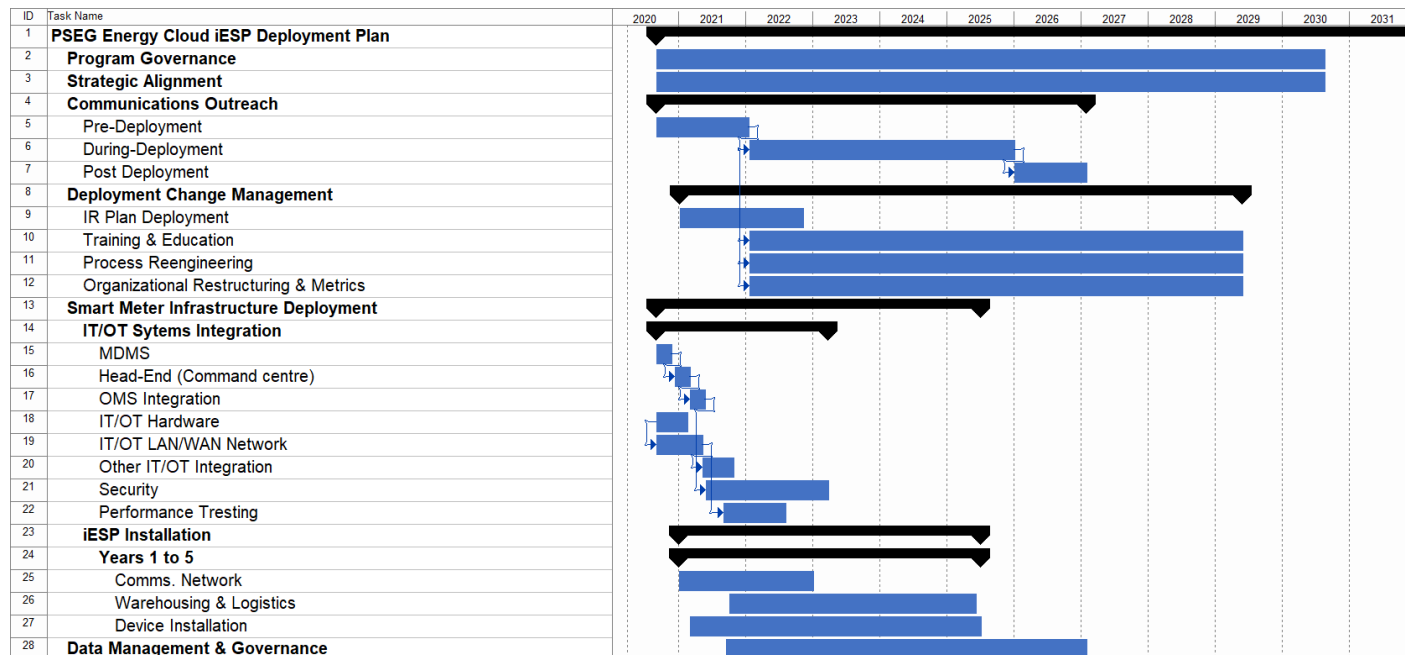 ID Task Name 2020 2021 2022 2023 2024 2025 2026 2027 2028 2029 2030 2031
1 PSEG Energy Cloud iESP Deployment Plan
2 Program Governance
3 Strategic Alignment
4 Communications Outreach
5 Pre-Deployment
6 During-Deployment
7 Post Deployment
8 Deployment Change Management
9 IR Plan Deployment
10 Training & Education
11 Process Reengineering
12 Organizational Restructuring & Metrics
13 Smart Meter Infrastructure Deployment
14 IT/OT Sytems Integration
15 MDMS
16 Head-End (Command centre)
17 OMS Integration
18 IT/OT Hardware
19 IT/OT LAN/WAN Network
20 Other IT/OT Integration
21 Security
22 Performance Tresting
23 iESP Installation
24 Years 1 to 5
25 Comms. Network
26 Warehousing & Logistics
27 Device Installation
28 Data Management & Governance